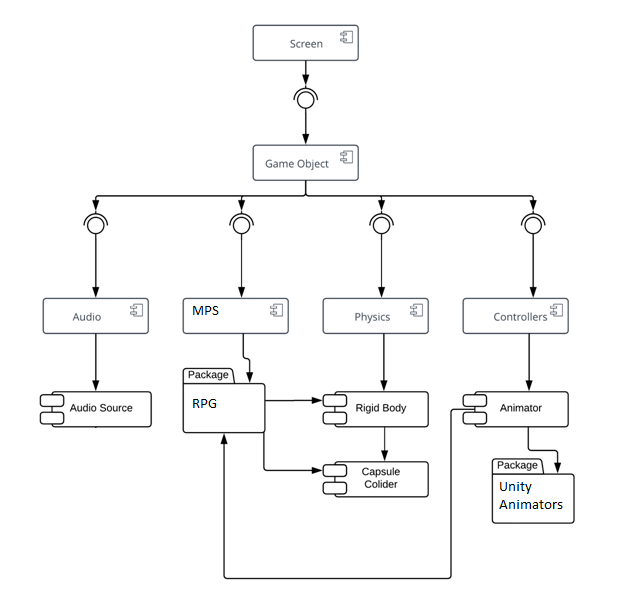 Screen
Game Object
Audio
MPS
Physics
Controllers
Package
RPG
Audio Source
Rigid Body
Animator
Capsule
Colider
Package
Unity
Animators